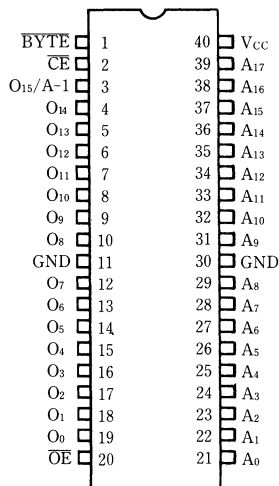 BYTE 1 40 VCC
CE 2 39 A17
O15/A-1 3 38 A16
O14 4 37 A15
O13 5 36 A14
O12 6 35 A13
O11 7 34 A12
O10 8 33 A11
O9 9 32 A10
O8 10 31 A9
GND 11 30 GND
O7 12 29 A8
O6 13 28 A7
O5 14 27 A6
O4 15 26 A5
O3 16 25 A4
O2 17 24 A3
O1 18 23 A2
O0 19 22 A1
OE 20 21 A0